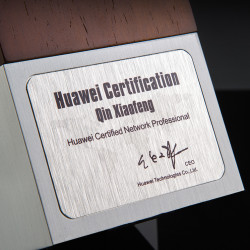 Huawei Certification
Qin Xiaofeng
Huawei Certified Network Professional
CEO
Huawei Technologies Co., Ltd.